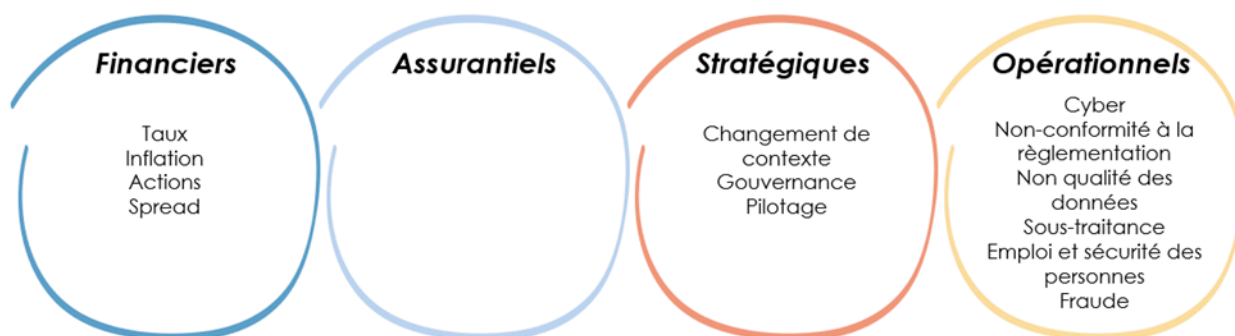 Financiers
Taux
Inflation
Actions
Spread
Assurantiels
Stratégiques
Changement de
contexte
Gouvernance
Pilotage
Opérationnels
Cyber
Non-conformité à la
règlementation
Non qualité des
données
Sous-traitance
Emploi et sécurité des
personnes
Fraude